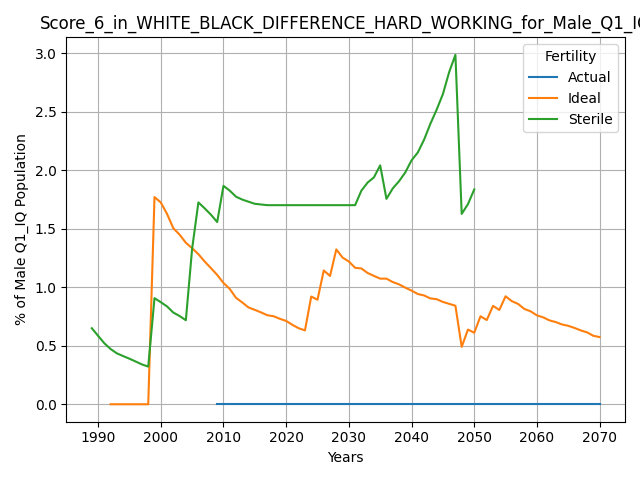 Score_6_in_WHITE_BLACK_DIFFERENCE_HARD_WORKING_for_Male_Q1_IQ
Fertility
Actual
Ideal
Sterile
% of Male Q1_IQ Population
3.0
2.5
2.0
1.5
1.0
0.5
0.0
1990 2000 2010 2020 2030 2040 2050 2060 2070
Years